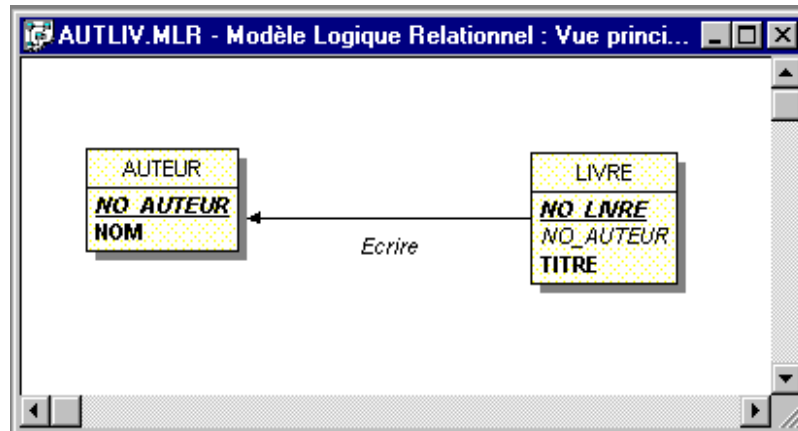 AUTLIV.MLR - Modèle Logique Relationnel : Vue princi...
AUTEUR
NO_AUTEUR
NOM
Ecrire
LIVRE
NO_LIVRE
NO_AUTEUR
TITRE